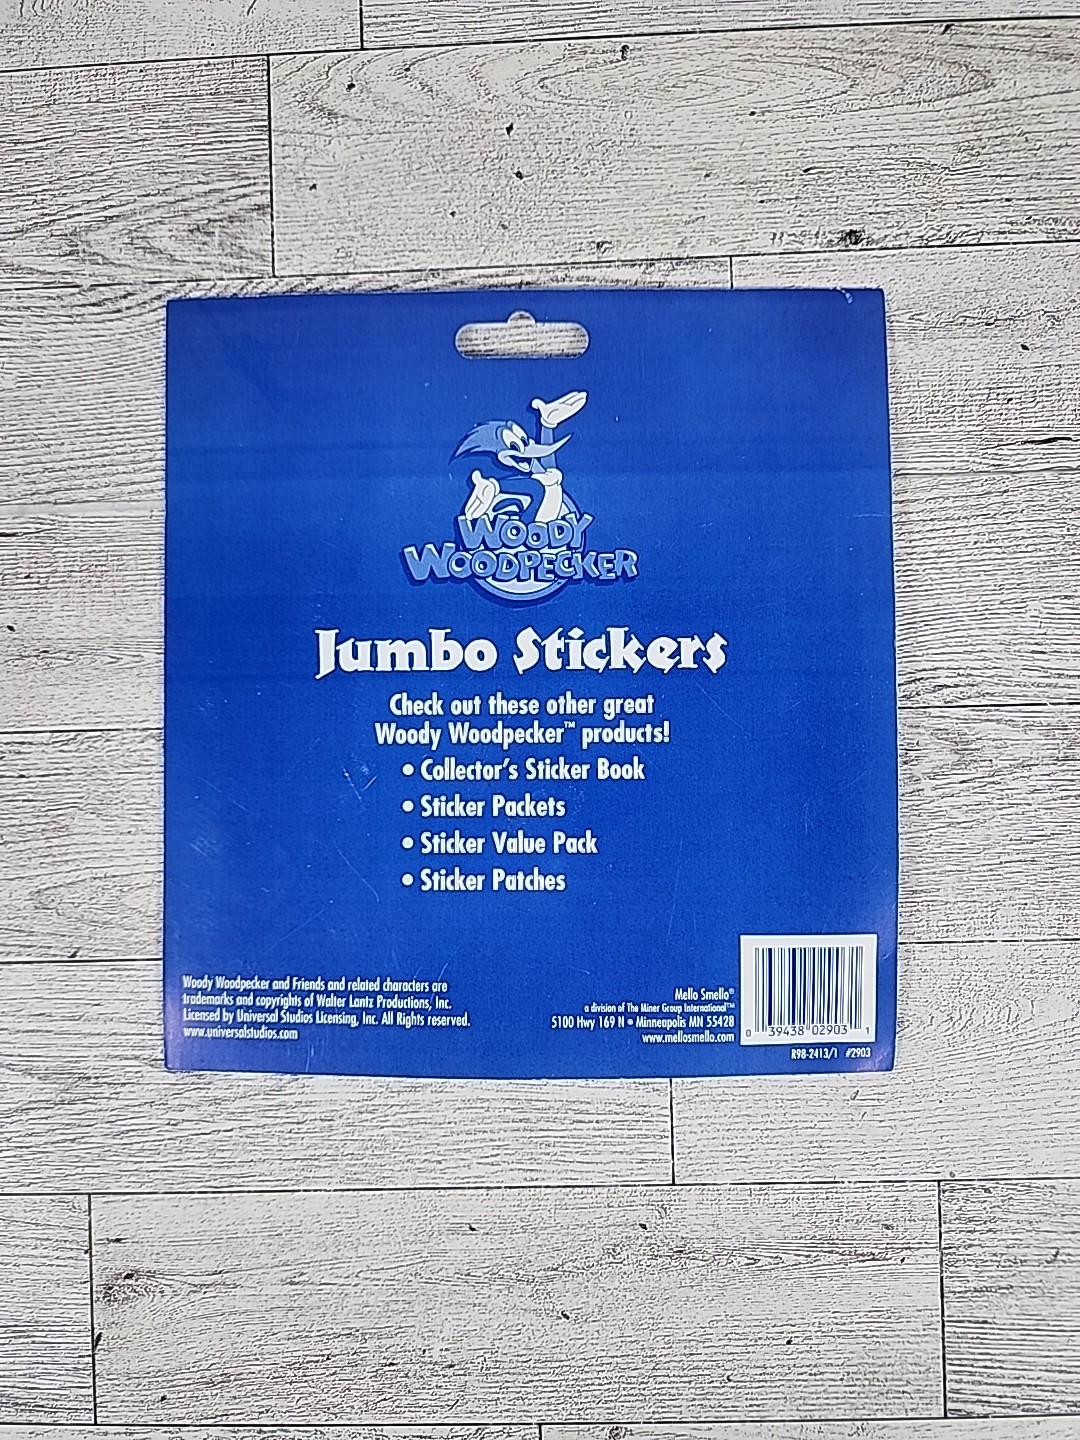 WOODY
WOODPECKER
Jumbo Stickers
Check out these other great
Woody Woodpecker™ products!
• Collector's Sticker Book
• Sticker Packets
• Sticker Value Pack
• Sticker Patches
Woody Woodpecker and Friends and related characters are
trademarks and copyrights of Walter Lantz Productions, Inc.
Licensed by Universal Studios Licensing, Inc. All Rights reserved.
www.universalstudios.com
Mello Smello®
a division of The Miner Group International™
5100 Hwy 169 N • Minneapolis MN 55428
www.mellosmello.com
0 39438 02903 1
R98-2413/1 #2903